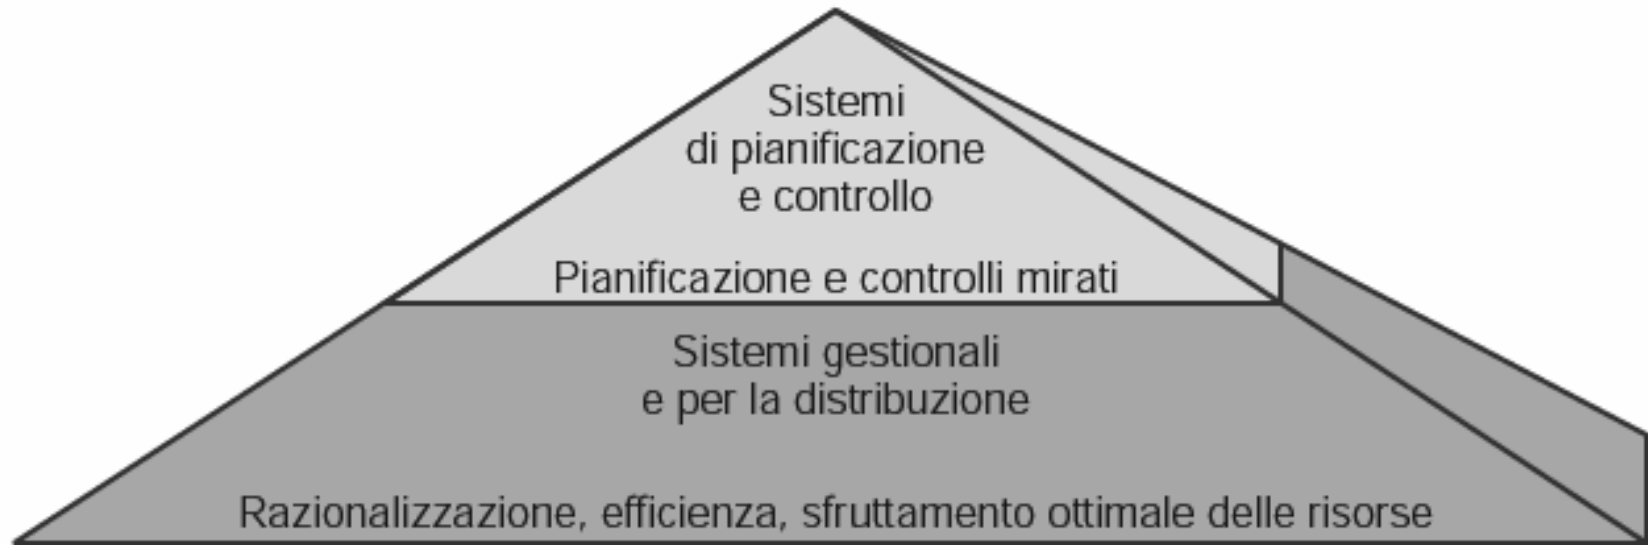 Sistemi
di pianificazione
e controllo
Pianificazione e controlli mirati
Sistemi gestionali
e per la distribuzione
Razionalizzazione, efficienza, sfruttamento ottimale delle risorse